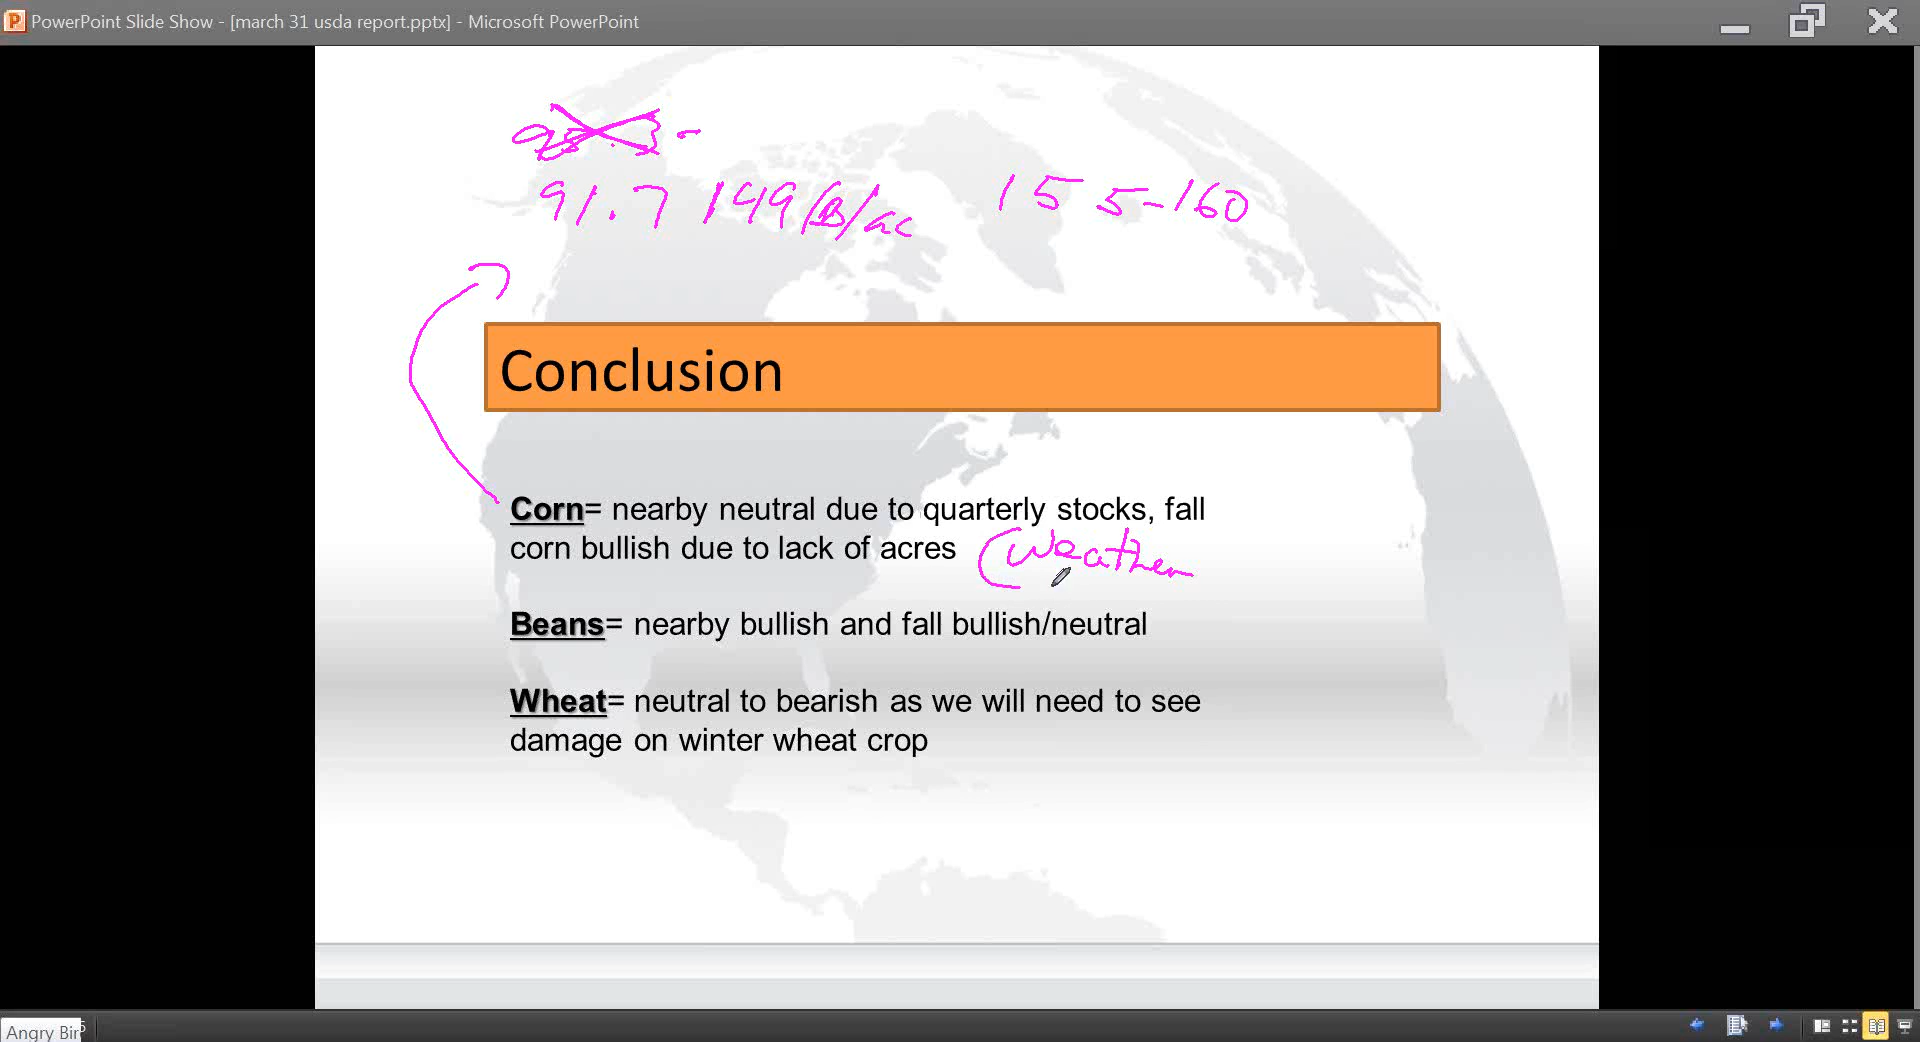 PowerPoint Slide Show - [march 31 usda report.pptx] - Microsoft PowerPoint
91.7 149 /ac 155-160
Conclusion
Corn= nearby neutral due to quarterly stocks, fall
corn bullish due to lack of acres (Weather
Beans= nearby bullish and fall bullish/neutral
Wheat= neutral to bearish as we will need to see
damage on winter wheat crop
Angry Bir